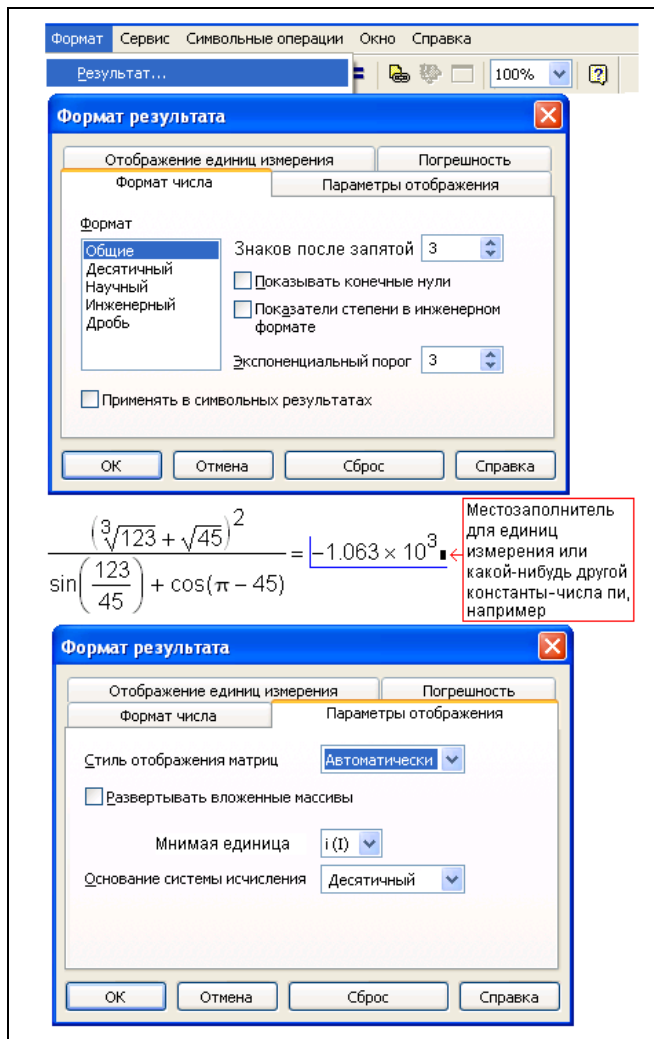 Формат Сервис Символьные операции Окно Справка
Результат... = 100%
Формат результата
Отображение единиц измерения Погрешность
Формат числа Параметры отображения
Формат
Общие
Десятичный
Научный
Инженерный
Дробь
Знаков после запятой 3
Показывать конечные нули
Показатели степени в инженерном
формате
Экспоненциальный порог 3
Применять в символьных результатах
ОК Отмена Сброс Справка
(∛123 + √45)²
sin(123/45) + cos(π − 45)
= −1.063 × 10³
Местозаполнитель
для единиц
измерения или
какой-нибудь другой
константы-числа пи,
например
Формат результата
Отображение единиц измерения Погрешность
Формат числа Параметры отображения
Стиль отображения матриц Автоматически
Развертывать вложенные массивы
Мнимая единица i (I)
Основание системы исчисления Десятичный
ОК Отмена Сброс Справка